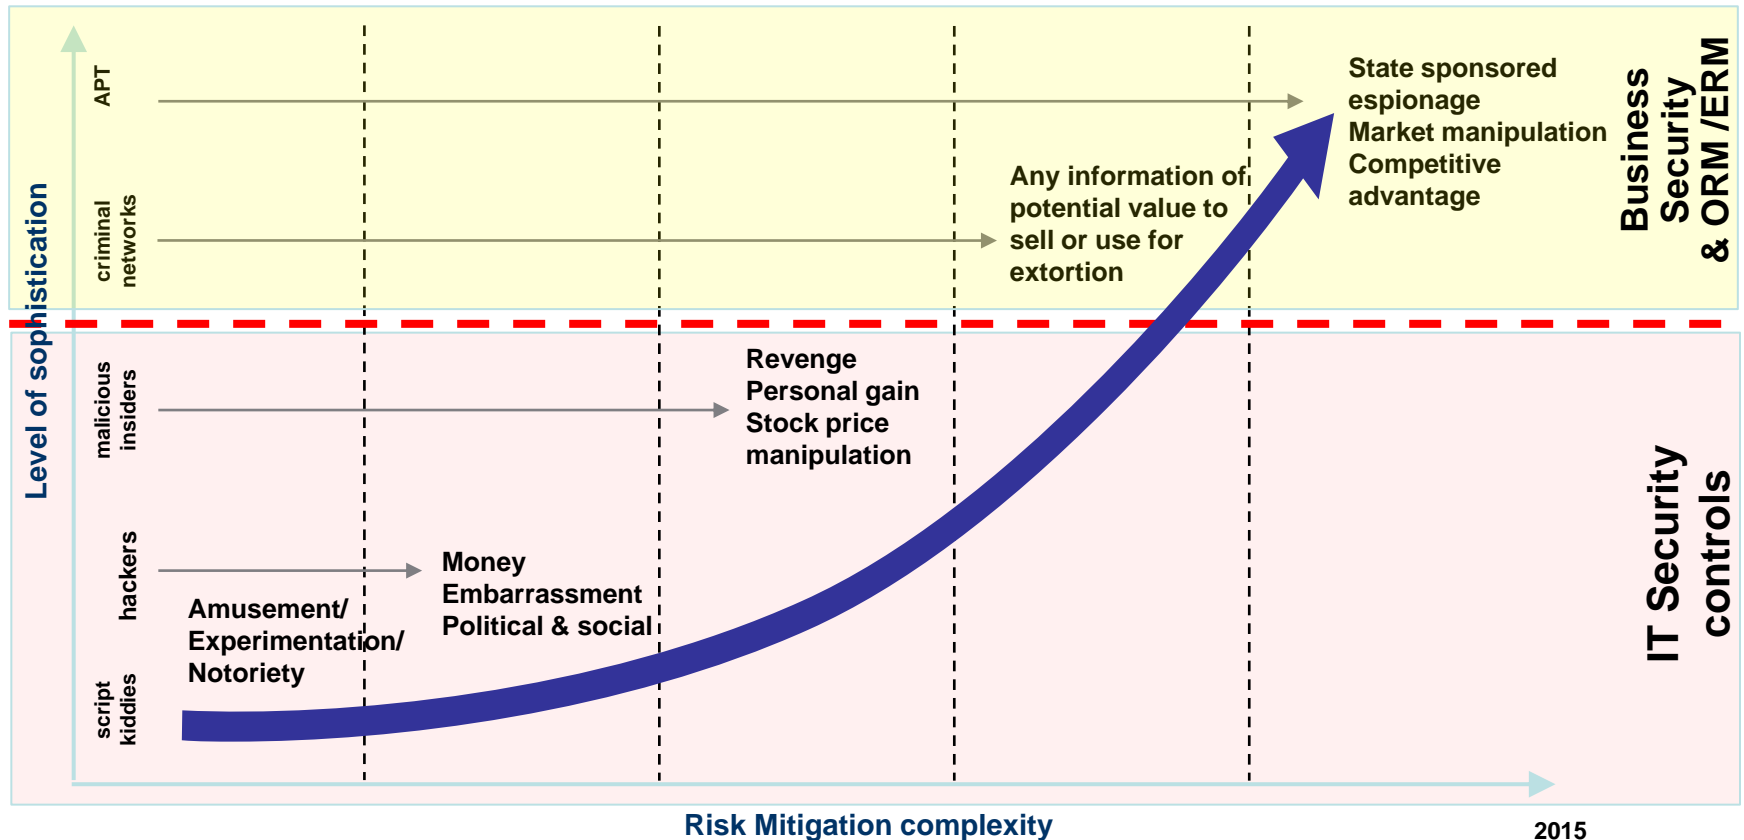 APT
State sponsored
espionage
Market manipulation
Competitive
advantage
Business
Security
& ORM /ERM
criminal
networks
Any information of
potential value to
sell or use for
extortion
Level of sophistication
malicious
insiders
Revenge
Personal gain
Stock price
manipulation
IT Security
controls
hackers
Money
Embarrassment
Political & social
Amusement/
Experimentation/
Notoriety
script
kiddies
Risk Mitigation complexity
2015